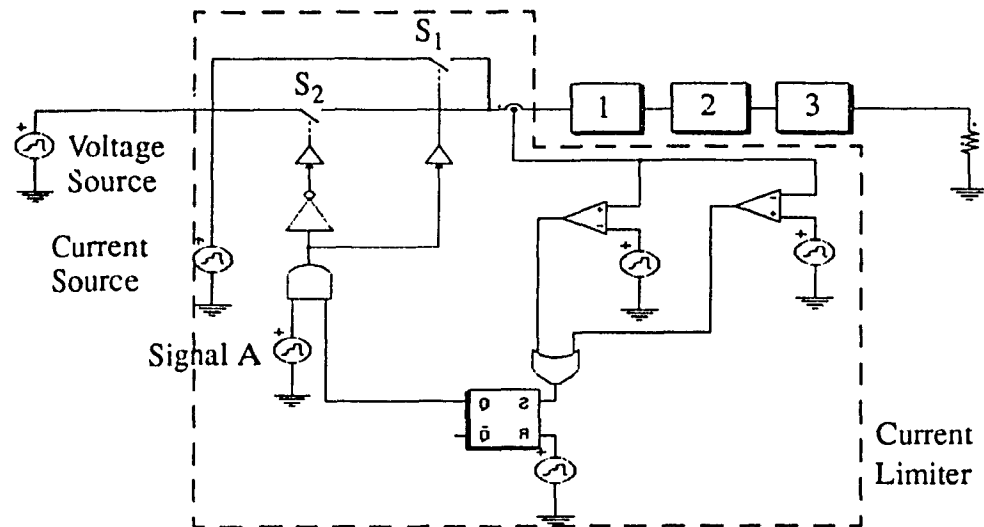 S1
S2
1 2 3
+
Voltage
Source
+
Current
Source
+
Signal A
+
-
+
-
+
+
Q S
Q̄ R
+
Current
Limiter